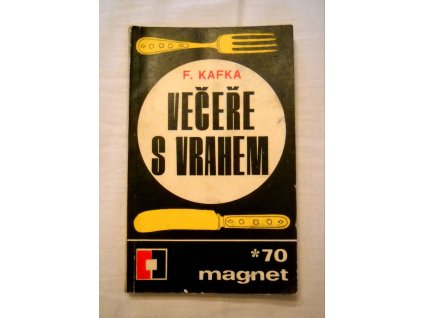 F. KAFKA
VEČEŘE
S VRAHEM
*70
magnet